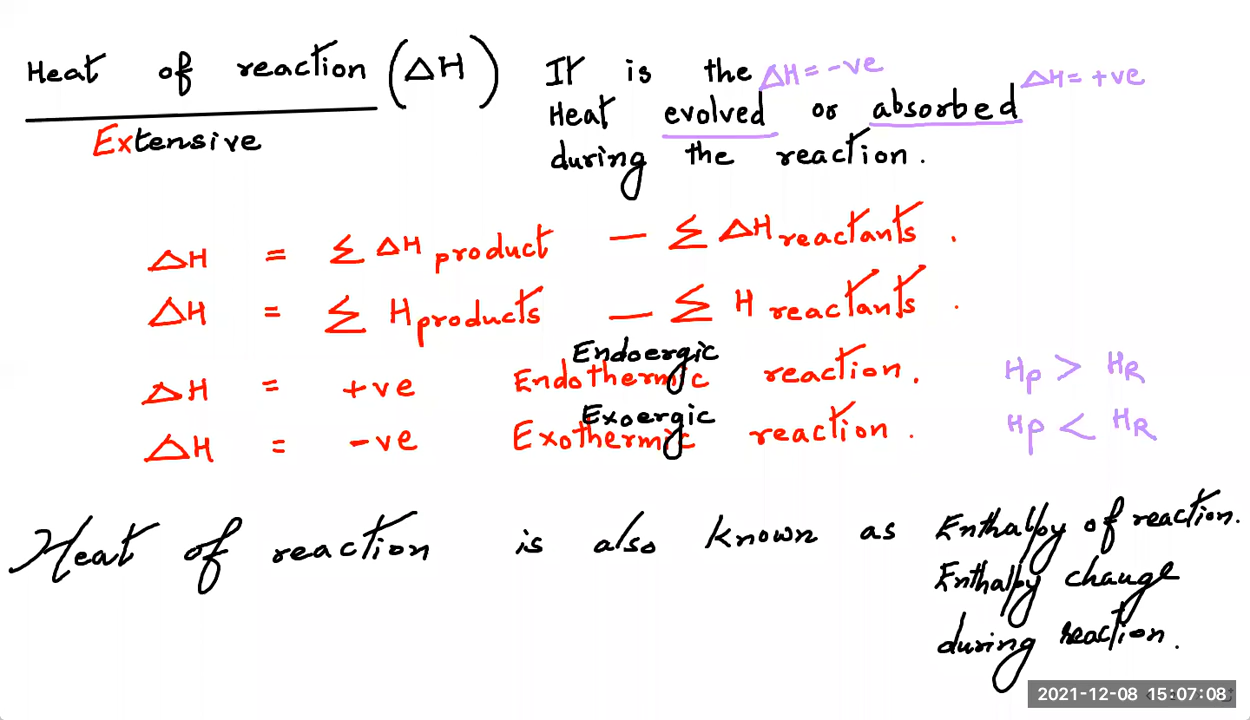 Heat of reaction (ΔH) It is the ΔH = -ve ΔH = +ve
Heat evolved or absorbed
Extensive
during the reaction.
ΔH = Σ ΔH product — Σ ΔH reactants.
ΔH = Σ H products — Σ H reactants.
Endoergic
ΔH = +ve Endothermic reaction. Hp > HR
Exoergic
ΔH = -ve Exothermic reaction. Hp < HR
Heat of reaction is also known as Enthalpy of reaction.
Enthalpy change
during reaction.
2021-12-08 15:07:08